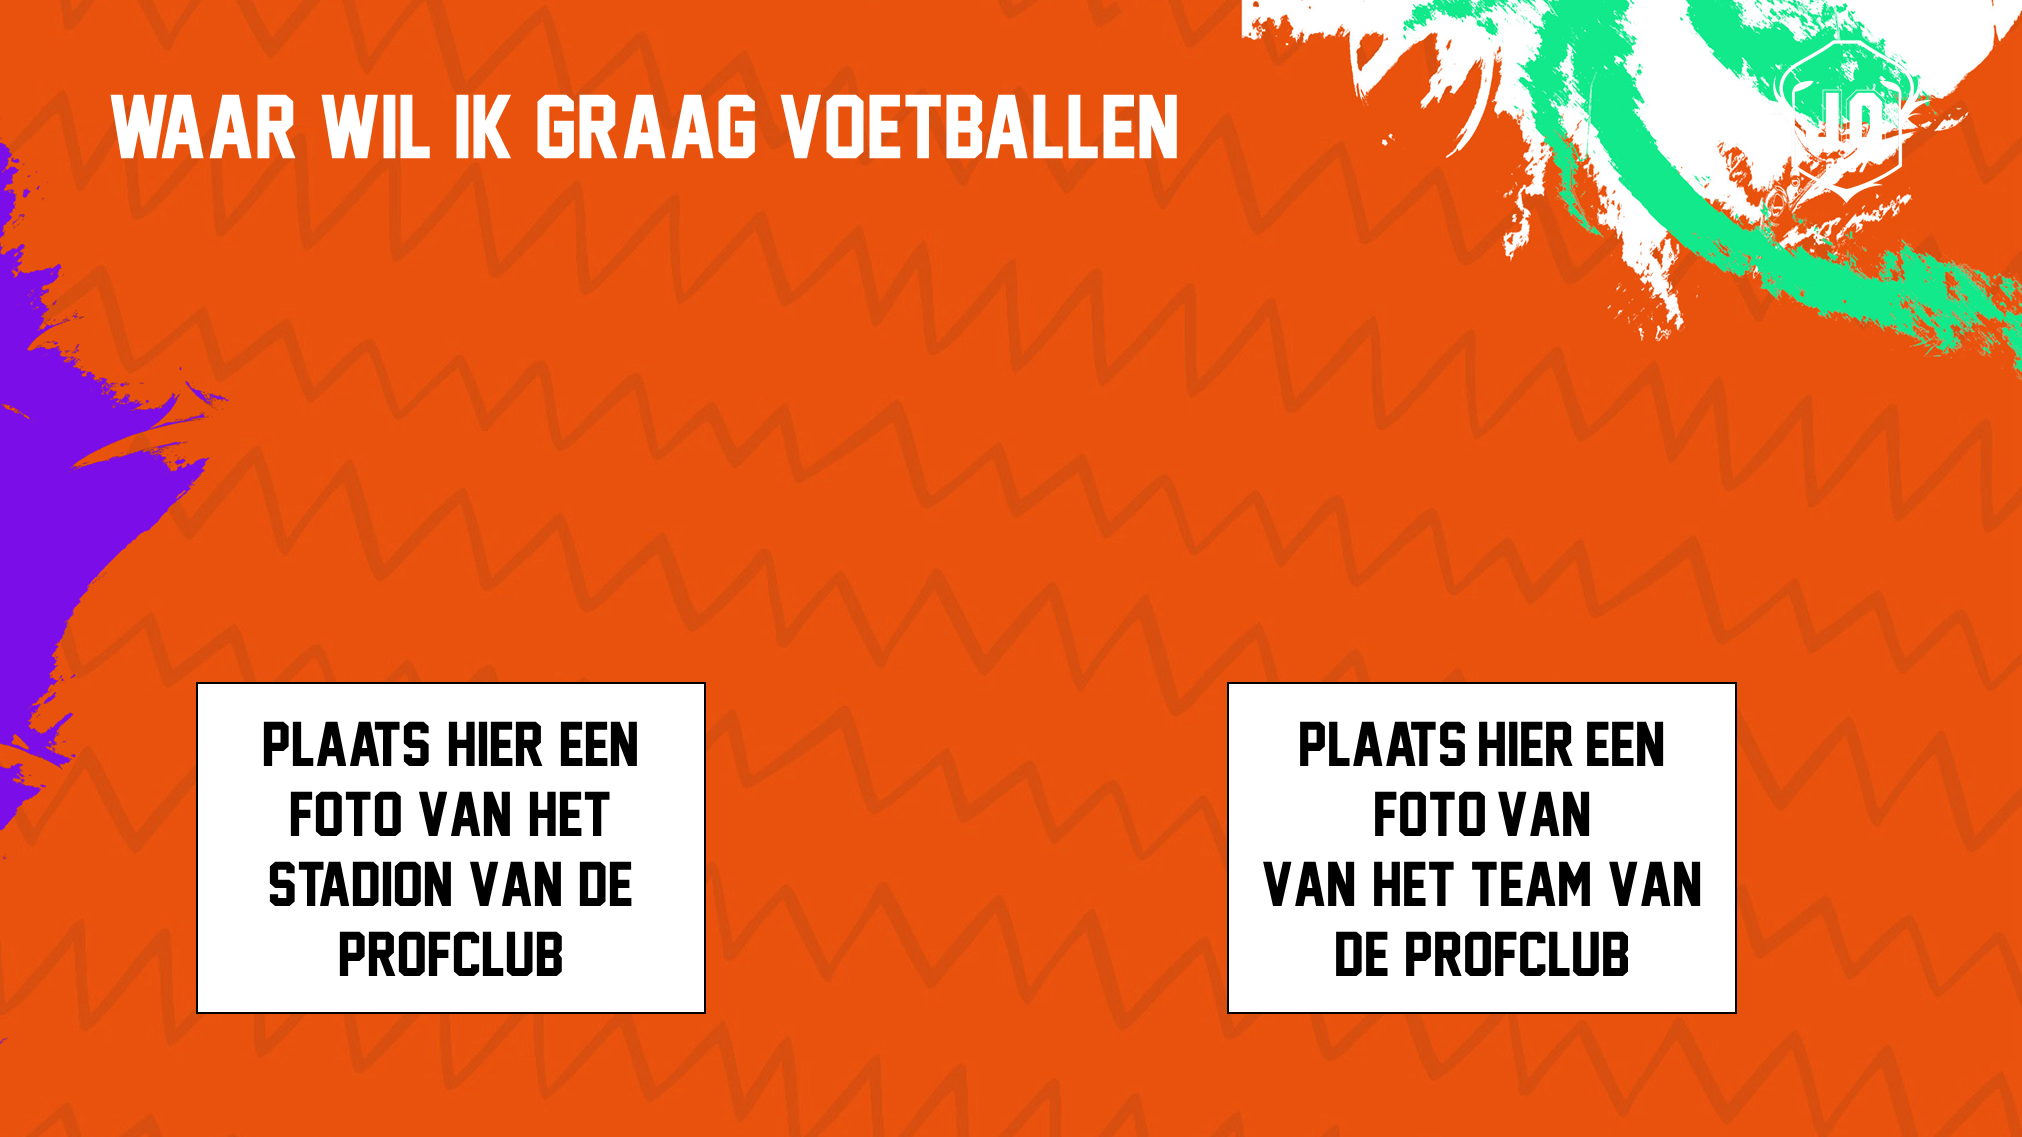 WAAR WIL IK GRAAG VOETBALLEN
PLAATS HIER EEN
FOTO VAN HET
STADION VAN DE
PROFCLUB
PLAATS HIER EEN
FOTO VAN
VAN HET TEAM VAN
DE PROFCLUB